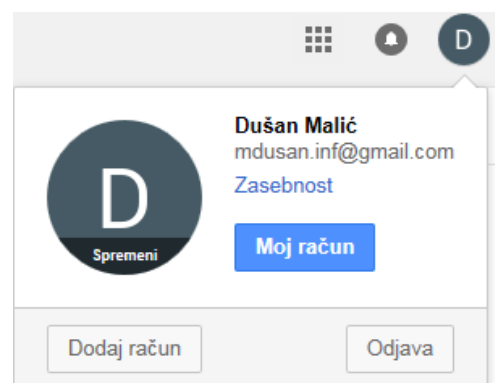 D
Dušan Malić
mdusan.inf@gmail.com
Zasebnost
D
Spremeni
Moj račun
Dodaj račun
Odjava